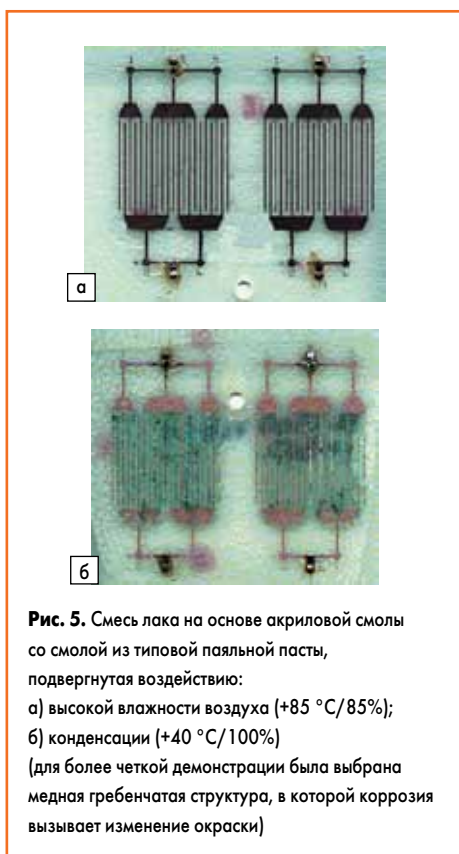 а
б
Рис. 5. Смесь лака на основе акриловой смолы
со смолой из типовой паяльной пасты,
подвергнутая воздействию:
а) высокой влажности воздуха (+85 °C/85%);
б) конденсации (+40 °C/100%)
(для более четкой демонстрации была выбрана
медная гребенчатая структура, в которой коррозия
вызывает изменение окраски)